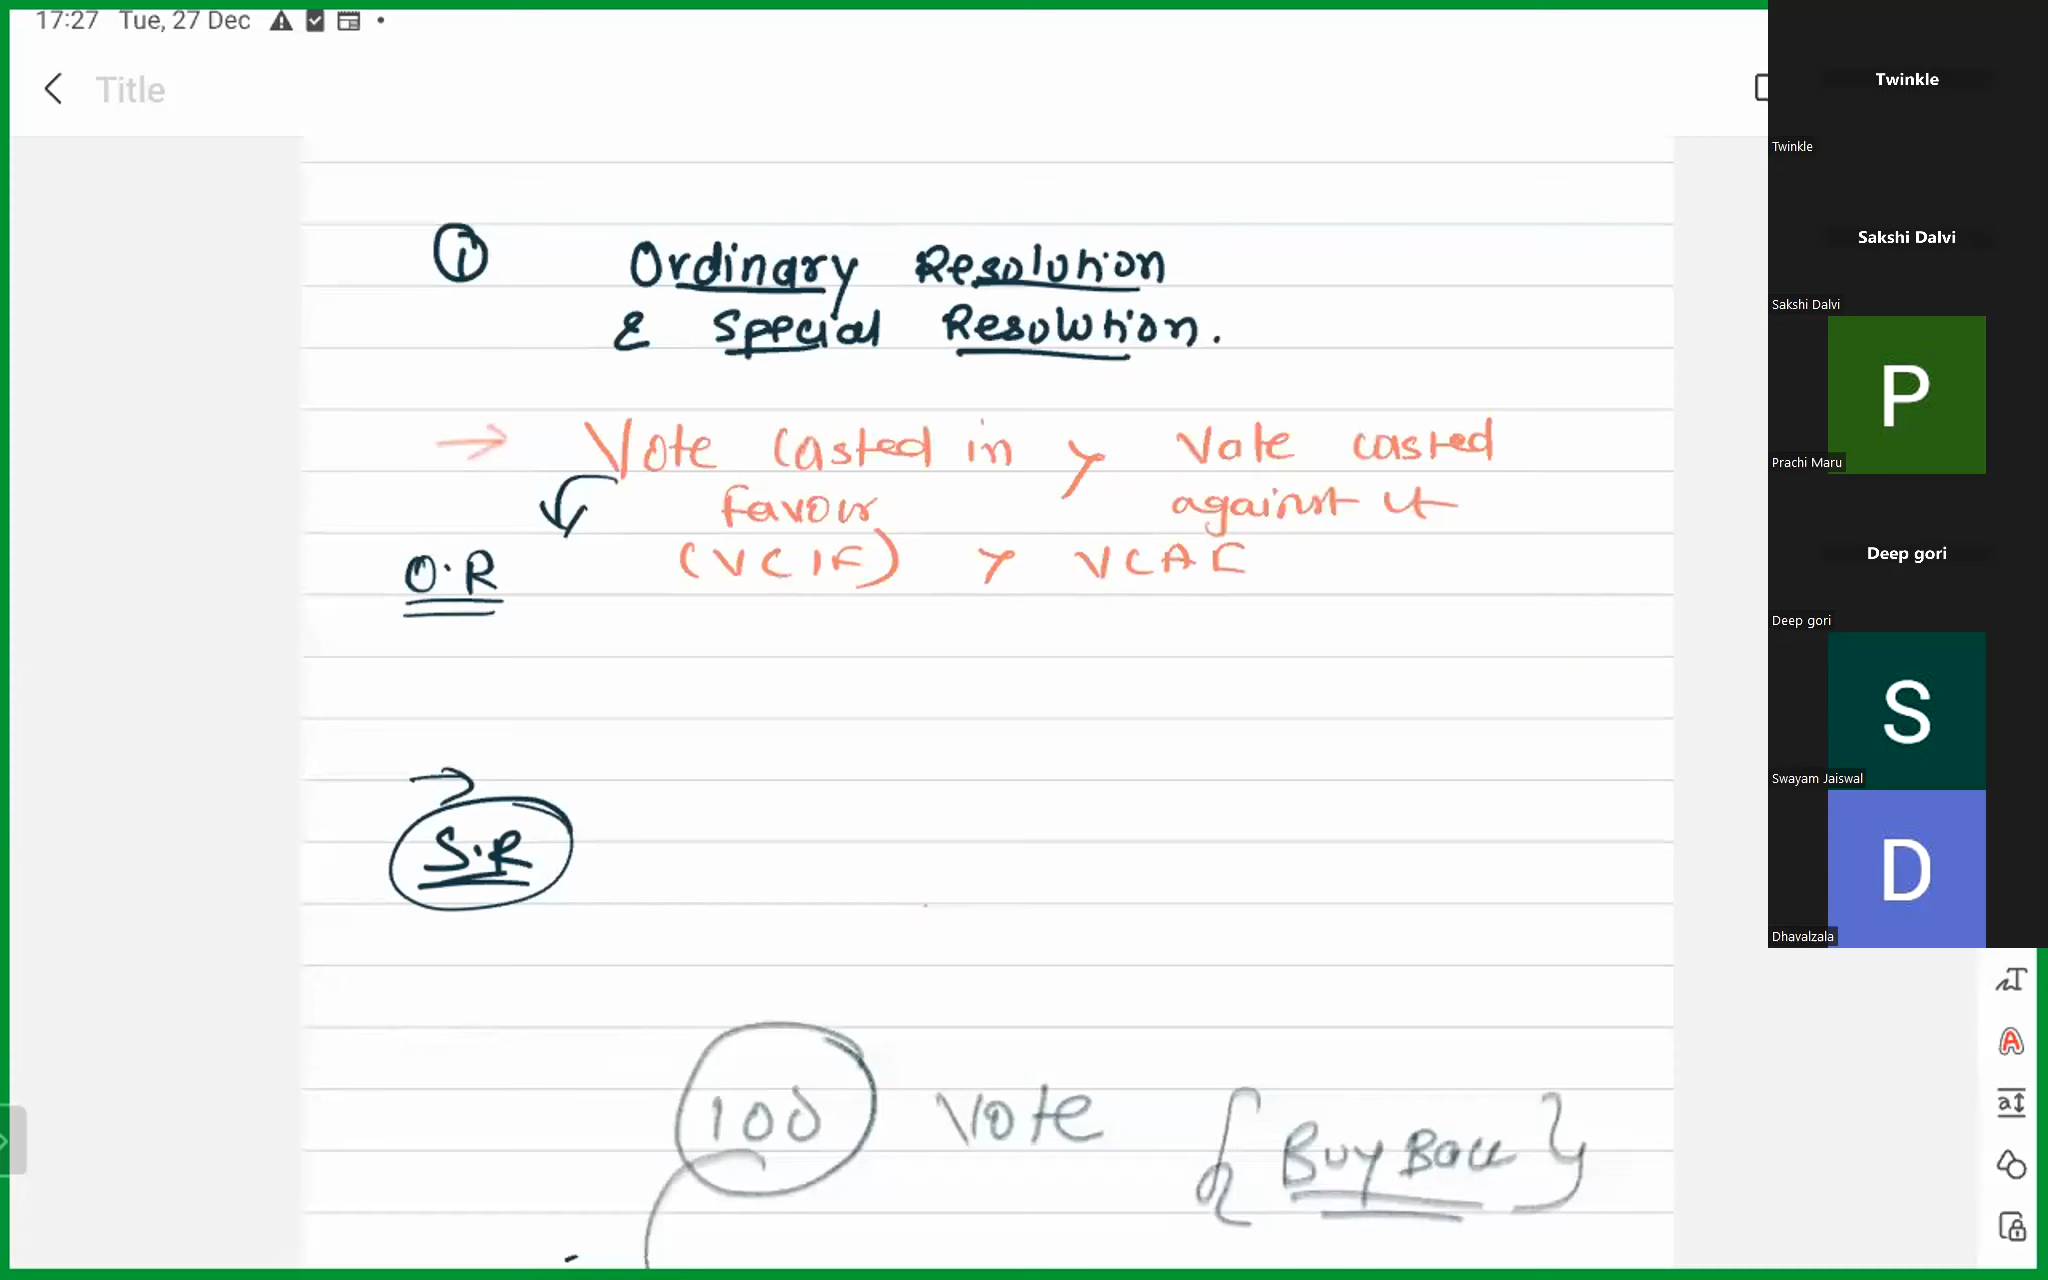 17:27 Tue, 27 Dec
Title
① Ordinary Resolution
& Special Resolution.
→ Vote Casted in > Vote casted
favour against it
(VCIF) > VCAI
O.R
S.R
100 Vote { Buy Back }
Twinkle
Twinkle
Sakshi Dalvi
Sakshi Dalvi
P
Prachi Maru
Deep gori
Deep gori
S
Swayam Jaiswal
D
Dhavalzala